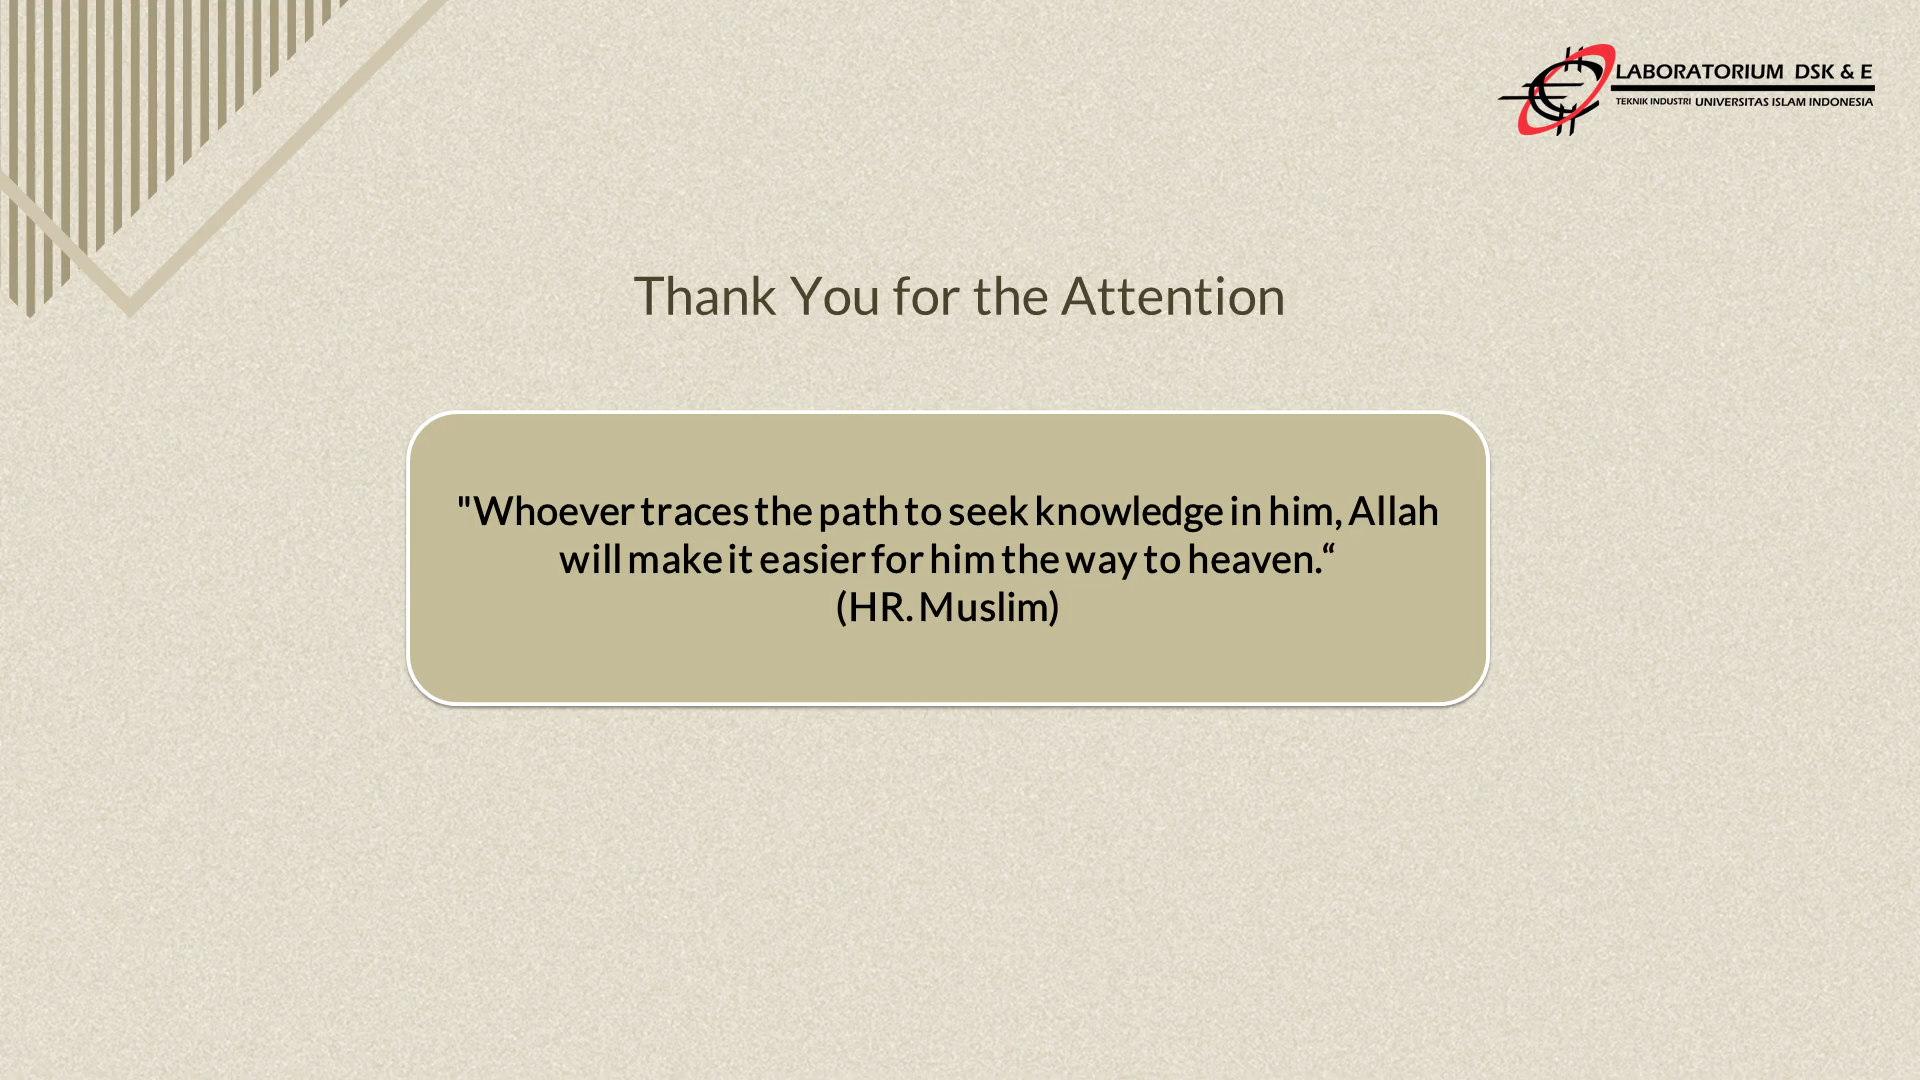 LABORATORIUM DSK & E
TEKNIK INDUSTRI UNIVERSITAS ISLAM INDONESIA
Thank You for the Attention
"Whoever traces the path to seek knowledge in him, Allah
will make it easier for him the way to heaven.“
(HR. Muslim)